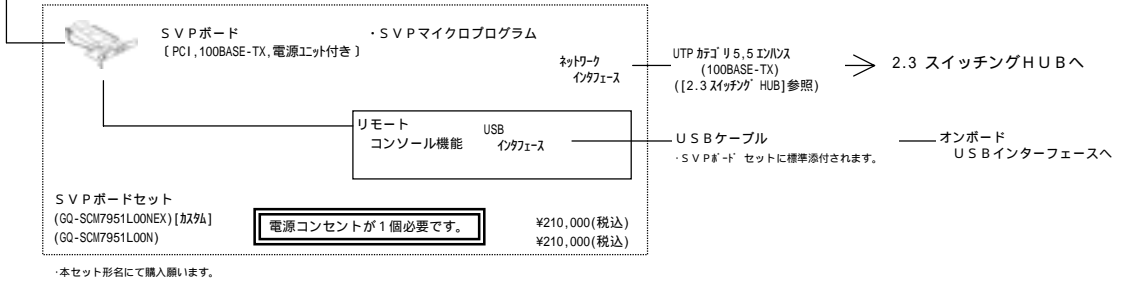 SVPボード
〔PCI,100BASE-TX,電源ﾕﾆｯﾄ付き〕
・SVPマイクロプログラム
ﾈｯﾄﾜｰｸ
ｲﾝﾀﾌｪｰｽ
UTP ｶﾃｺﾞﾘ5,5 ｴﾝﾊﾝｽ
(100BASE-TX)
([2.3 ｽｲｯﾁﾝｸﾞ HUB]参照)
2.3 スイッチングHUBへ
リモート
コンソール機能
USB
ｲﾝﾀﾌｪｰｽ
USBケーブル
・SVPﾎﾞｰﾄﾞ セットに標準添付されます。
オンボード
USBインターフェースへ
SVPボードセット
(GQ-SCM7951L00NEX)[ｶｽﾀﾑ]
(GQ-SCM7951L00N)
電源コンセントが1個必要です。
¥210,000(税込)
¥210,000(税込)
・本セット形名にて購入願います。